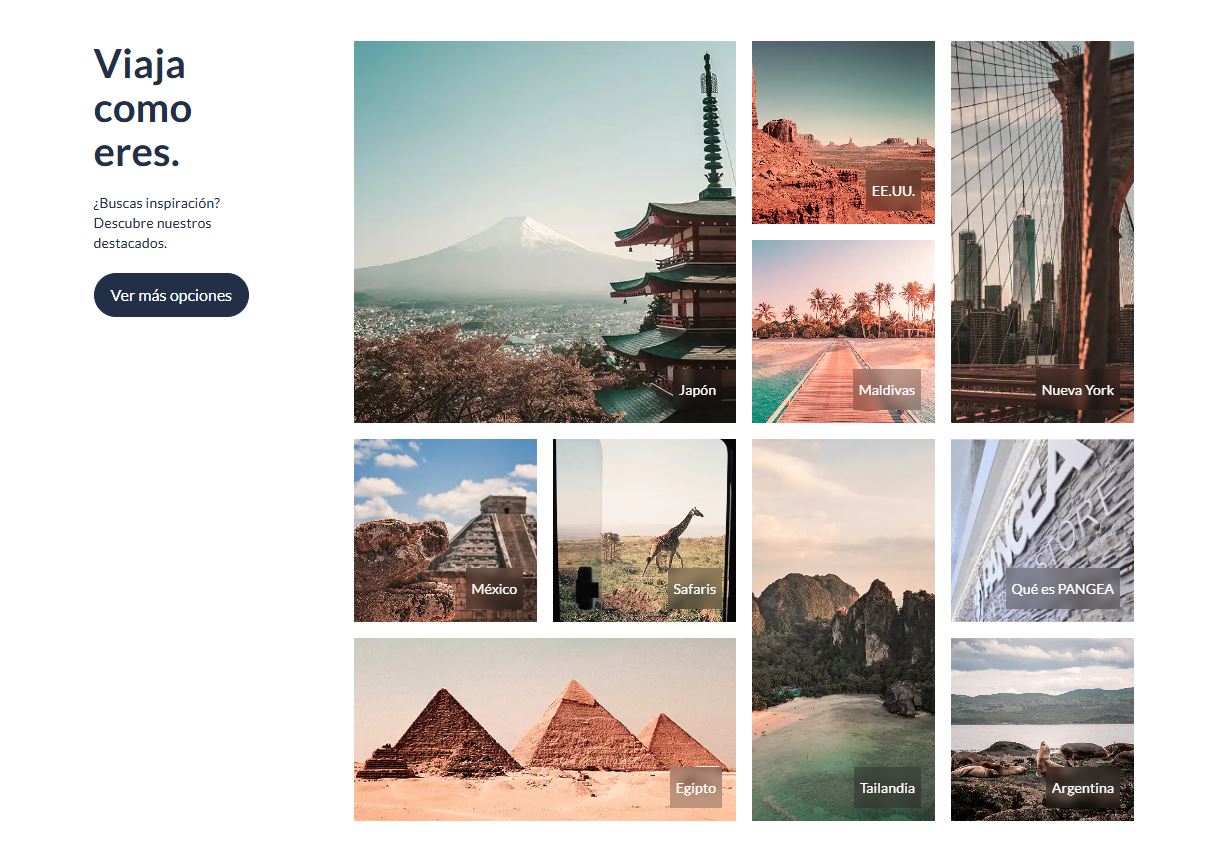 Viaja
como
eres.
¿Buscas inspiración?
Descubre nuestros
destacados.
Ver más opciones
Japón
EE.UU.
Maldivas
Nueva York
México
Safaris
PANGEA
STORE
Qué es PANGEA
Egipto
Tailandia
Argentina